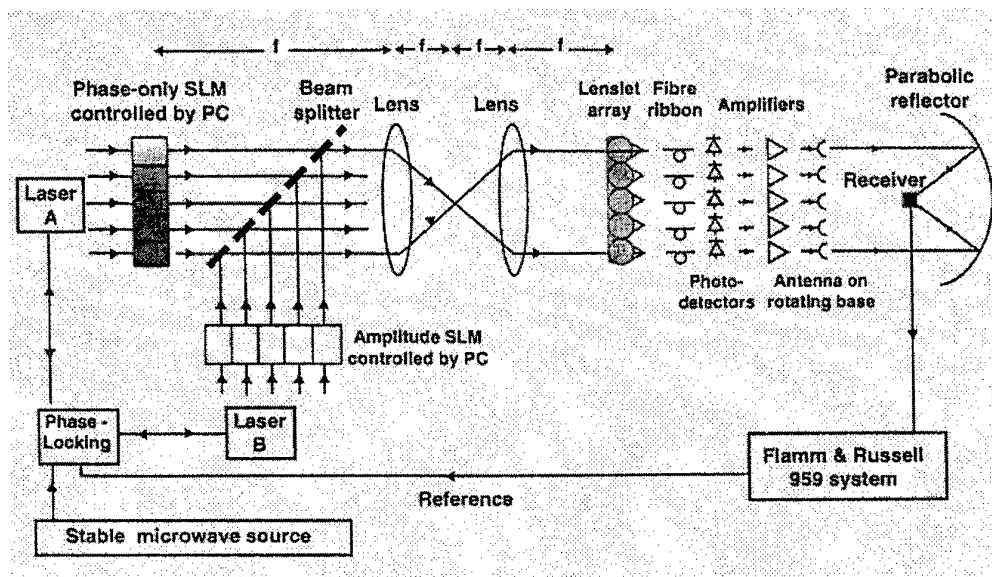 f
f
f
f
Phase-only SLM
controlled by PC
Beam
splitter
Lens
Lens
Lenslet
array
Fibre
ribbon
Amplifiers
Parabolic
reflector
Laser
A
Receiver
Photo-
detectors
Antenna on
rotating base
Amplitude SLM
controlled by PC
Phase -
Locking
Laser
B
Flamm & Russell
959 system
Reference
Stable microwave source